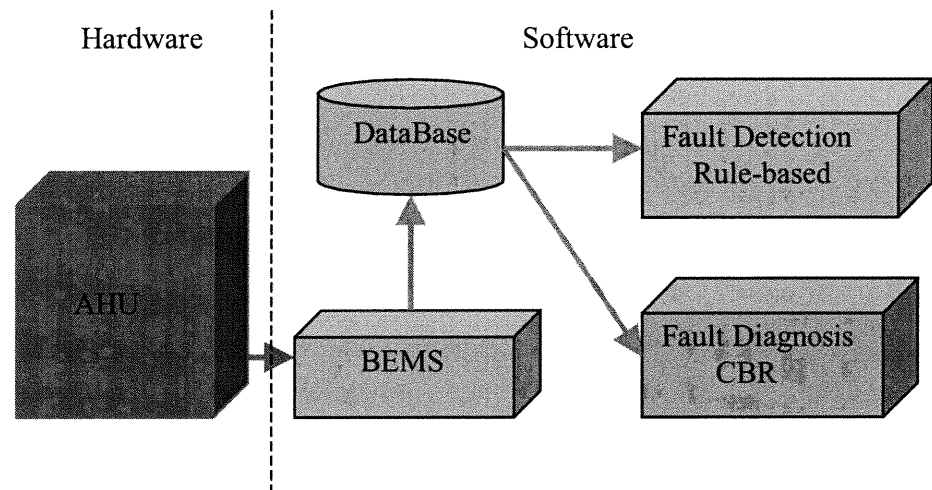 Hardware
Software
DataBase
Fault Detection
Rule-based
AHU
BEMS
Fault Diagnosis
CBR